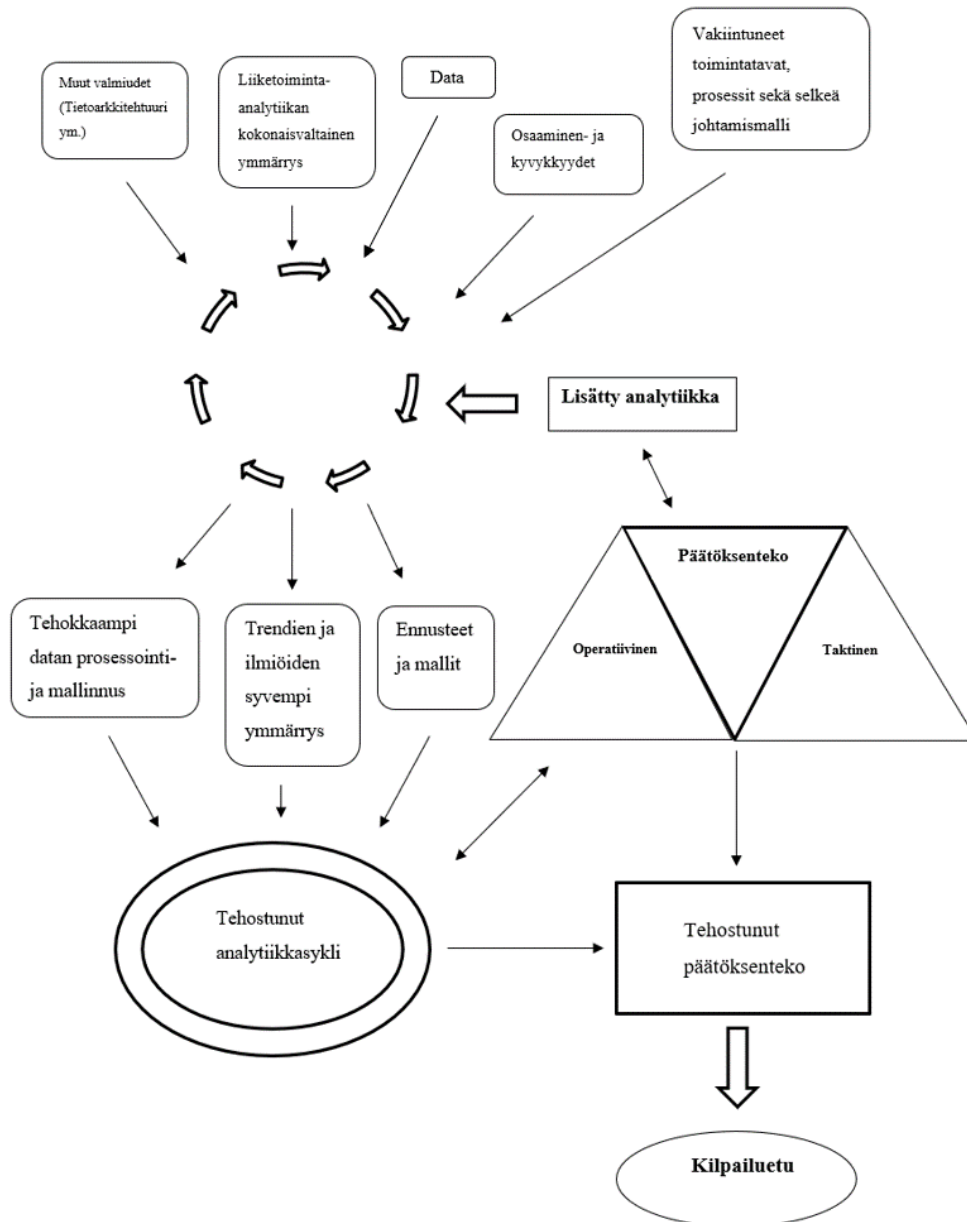 Muut valmiudet
(Tietoarkkitehtuuri
ym.)
Liiketoiminta-
analytiikan
kokonaisvaltainen
ymmärrys
Data
Osaaminen- ja
kyvykkyydet
Vakiintuneet
toimintatavat,
prosessit sekä selkeä
johtamismalli
Lisätty analytiikka
Päätöksenteko
Operatiivinen
Taktinen
Tehokkaampi
datan prosessointi-
ja mallinnus
Trendien ja
ilmiöiden
syvempi
ymmärrys
Ennusteet
ja mallit
Tehostunut
analytiikkasykli
Tehostunut
päätöksenteko
Kilpailuetu